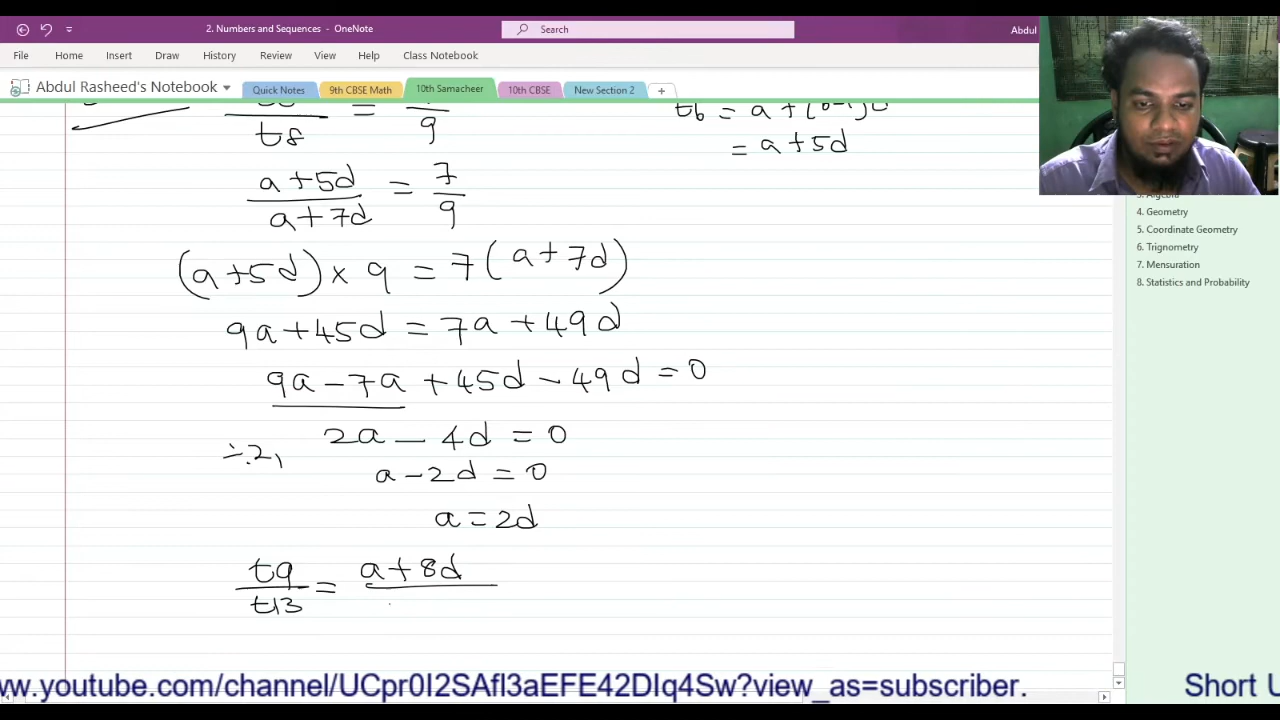 2. Numbers and Sequences - OneNote
Search
Abdul
File Home Insert Draw History Review View Help Class Notebook
Abdul Rasheed's Notebook
Quick Notes 9th CBSE Math 10th Samacheer 10th CBSE New Section 2 +
4. Geometry
5. Coordinate Geometry
6. Trignometry
7. Mensuration
8. Statistics and Probability
t8 = 9
t6 = a + (6-1)d
= a + 5d
a + 5d / a + 7d = 7 / 9
(a + 5d) × 9 = 7(a + 7d)
9a + 45d = 7a + 49d
9a - 7a + 45d - 49d = 0
2a - 4d = 0
÷2, a - 2d = 0
a = 2d
t9 / t13 = a + 8d
ww.youtube.com/channel/UCpr0I2SAfI3aEFE42DIq4Sw?view_as=subscriber. Short U